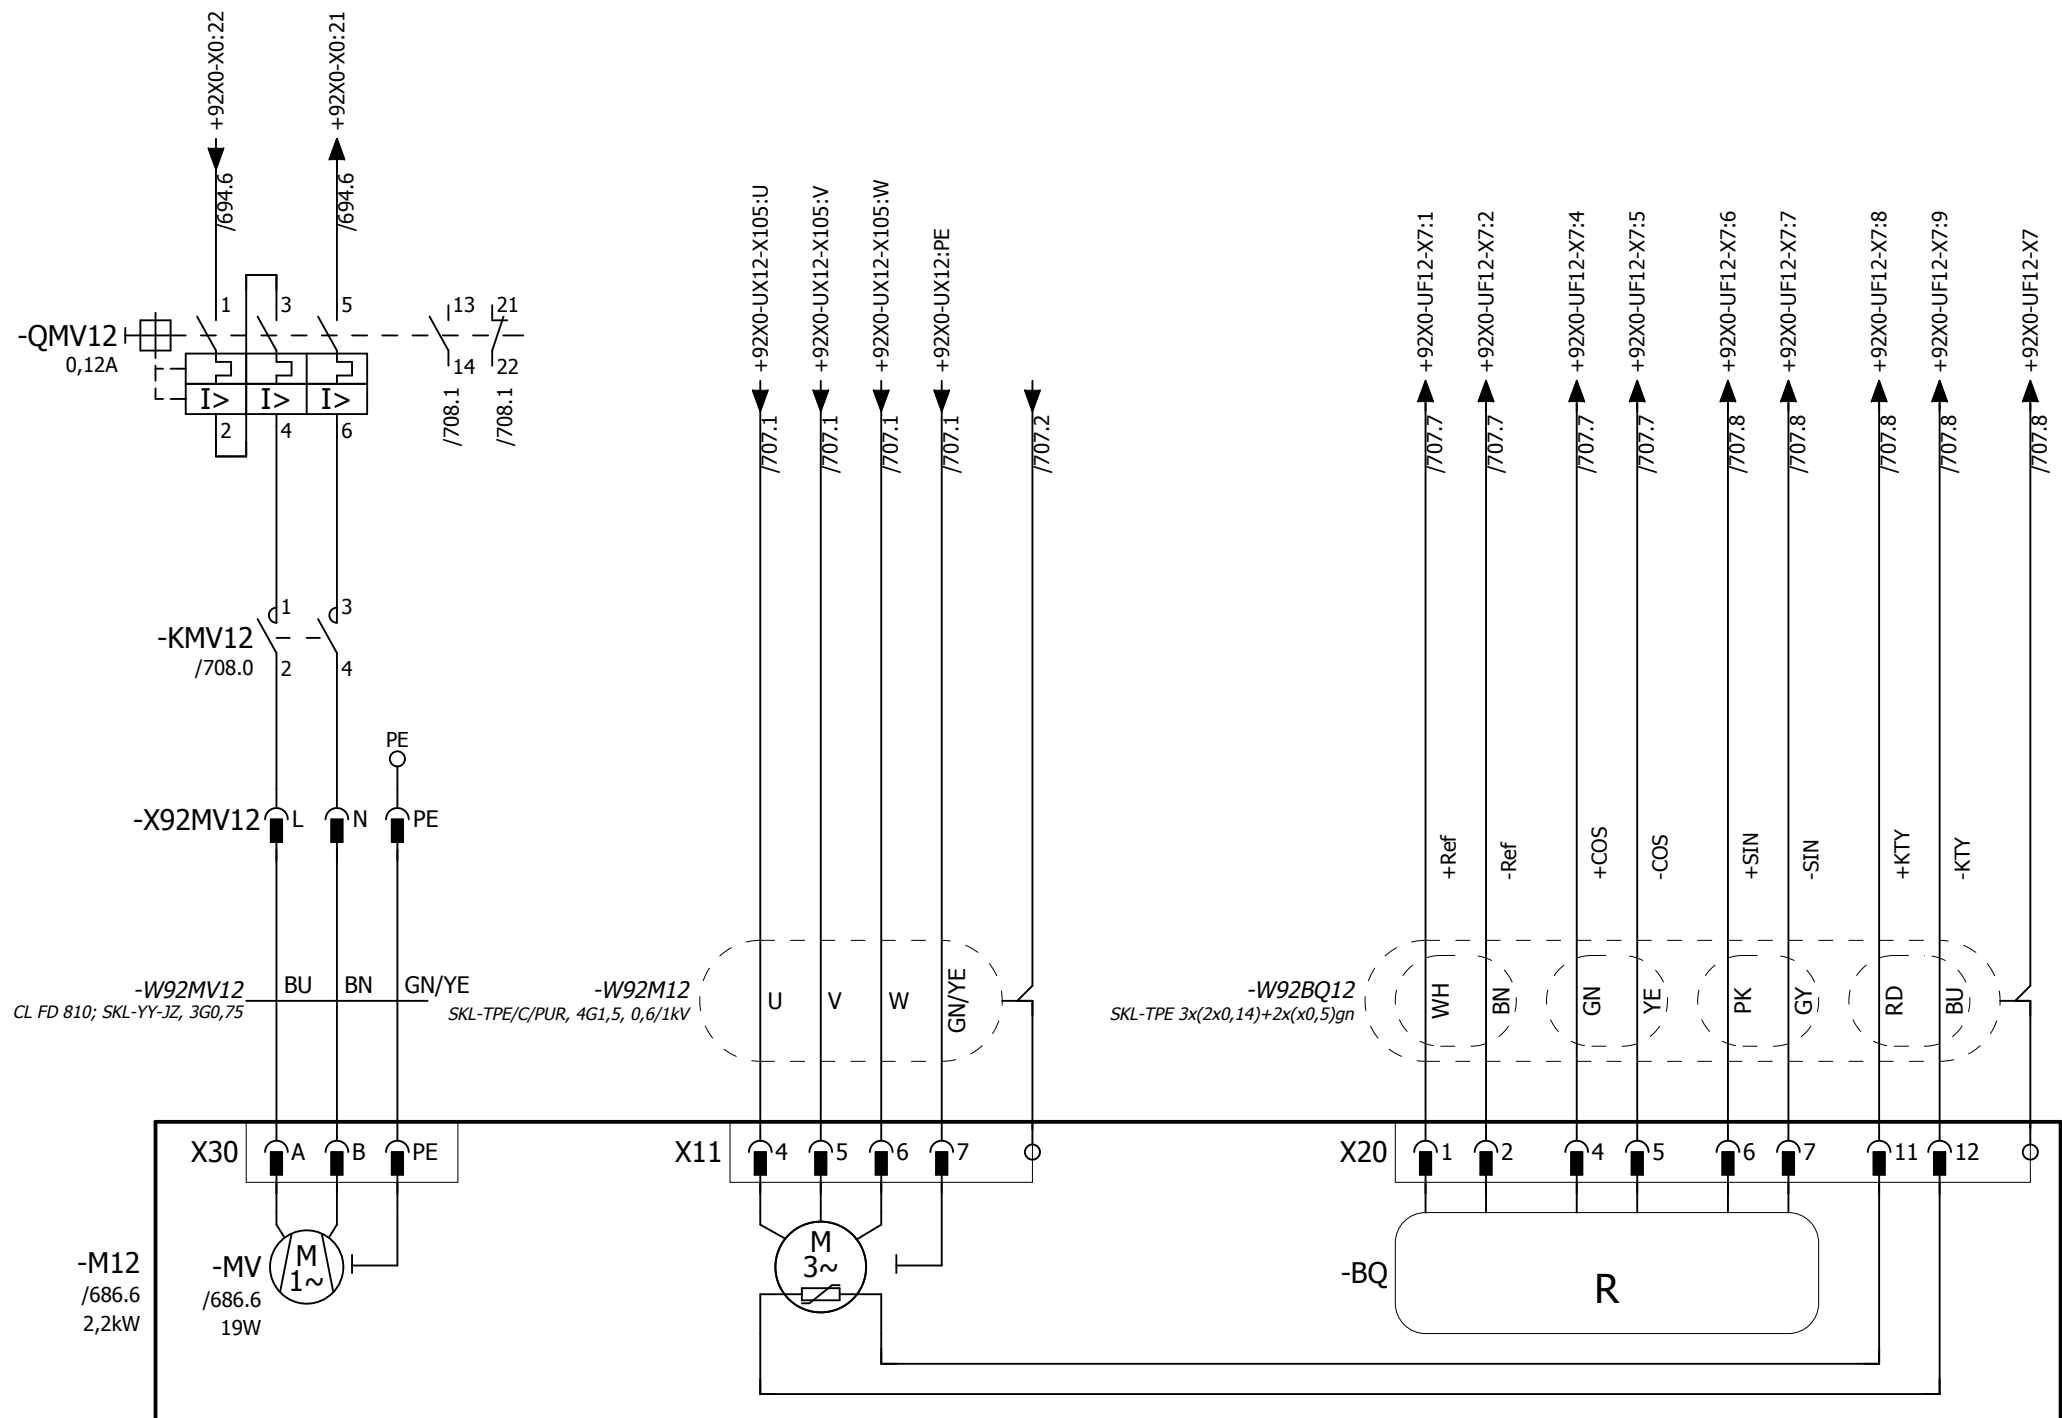 +92X0-X0:22
+92X0-X0:21
/694.6
/694.6
+92X0-UX12-X105:U
+92X0-UX12-X105:V
+92X0-UX12-X105:W
+92X0-UX12:PE
/707.1
/707.1
/707.1
/707.1
/707.2
+92X0-UF12-X7:1
+92X0-UF12-X7:2
+92X0-UF12-X7:4
+92X0-UF12-X7:5
+92X0-UF12-X7:6
+92X0-UF12-X7:7
+92X0-UF12-X7:8
+92X0-UF12-X7:9
+92X0-UF12-X7
/707.7
/707.7
/707.7
/707.7
/707.8
/707.8
/707.8
/707.8
/707.8
1 3 5 13 21
-QMV12
0,12A
14 22
I> I> I>
2 4 6
/708.1
/708.1
1 3
-KMV12
/708.0
2 4
PE
-X92MV12 L N PE
+Ref
-Ref
+COS
-COS
+SIN
-SIN
+KTY
-KTY
-W92MV12 BU BN GN/YE
CL FD 810; SKL-YY-JZ, 3G0,75
-W92M12 U V W GN/YE
SKL-TPE/C/PUR, 4G1,5, 0,6/1kV
-W92BQ12 WH BN GN YE PK GY RD BU
SKL-TPE 3x(2x0,14)+2x(x0,5)gn
X30 A B PE
X11 4 5 6 7
X20 1 2 4 5 6 7 11 12
-M12
/686.6
2,2kW
-MV
/686.6
19W
M
1~
M
3~
-BQ
R